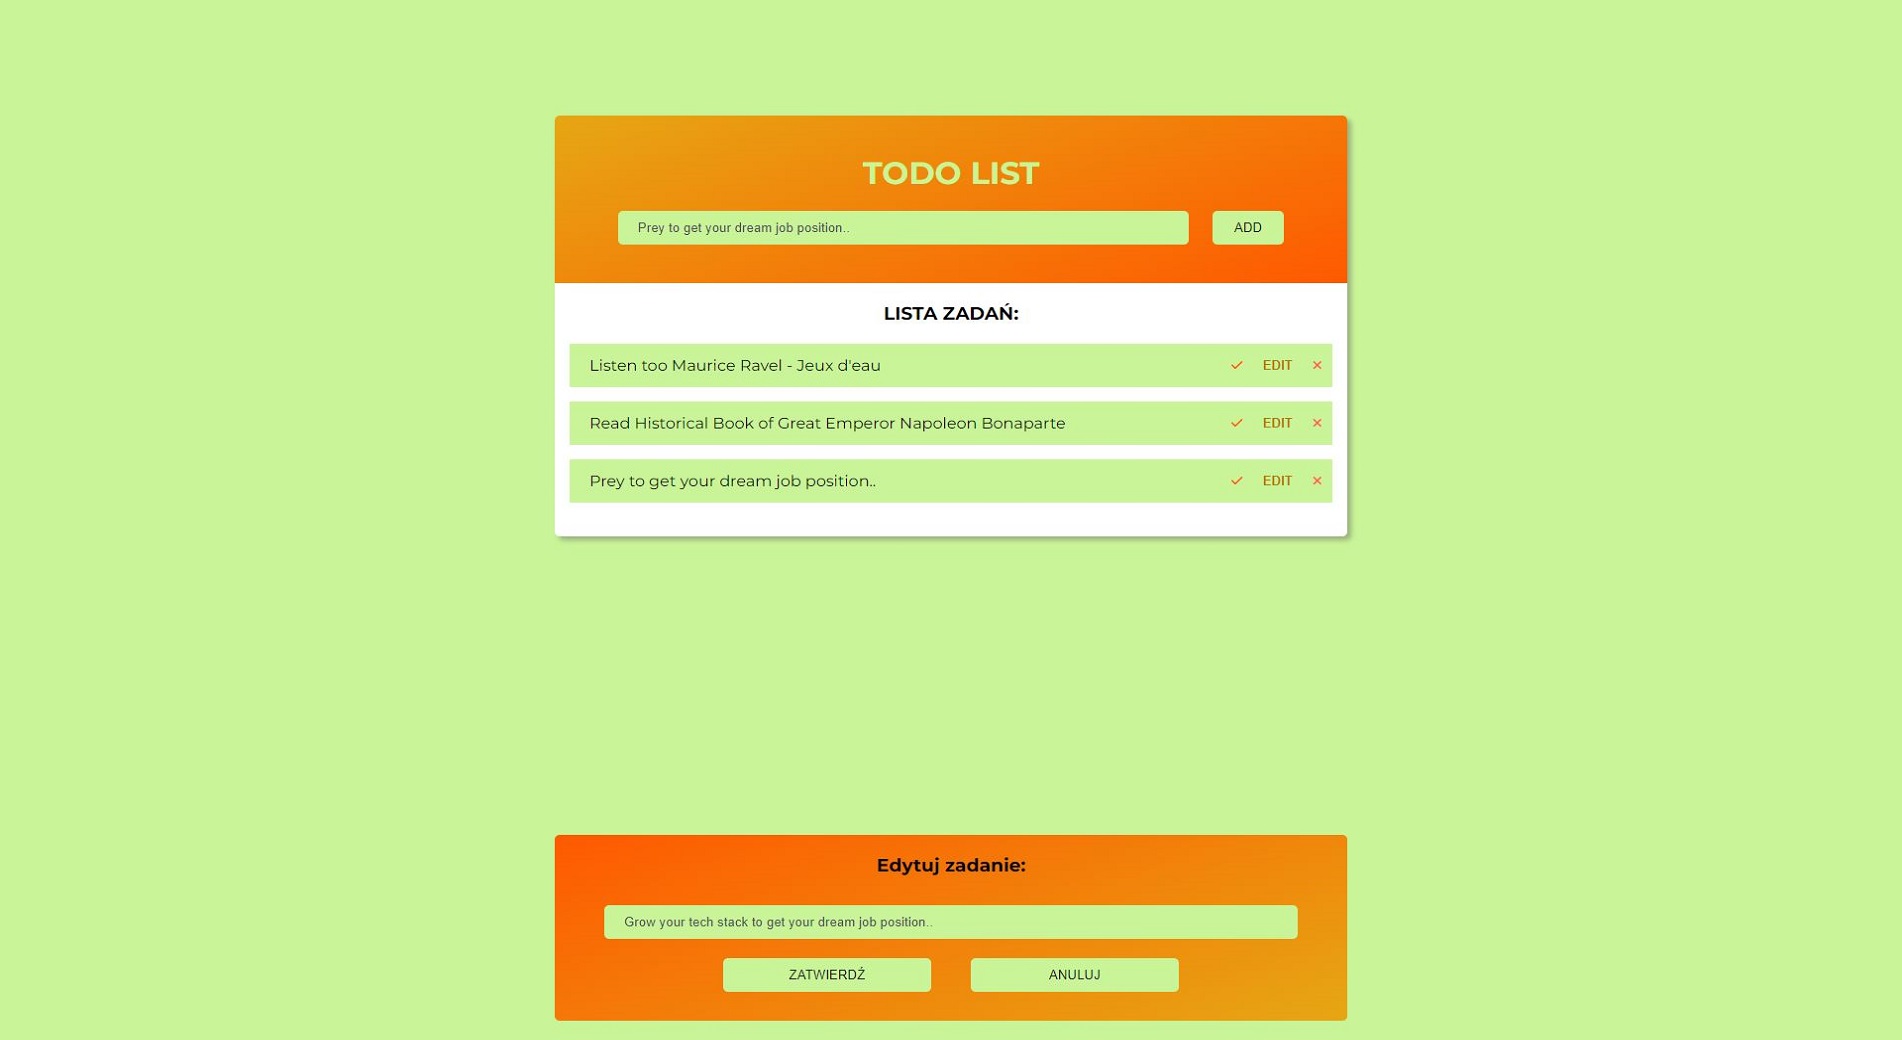 TODO LIST
Prey to get your dream job position.. ADD
LISTA ZADAŃ:
Listen too Maurice Ravel - Jeux d'eau EDIT
Read Historical Book of Great Emperor Napoleon Bonaparte EDIT
Prey to get your dream job position.. EDIT
Edytuj zadanie:
Grow your tech stack to get your dream job position..
ZATWIERDŹ ANULUJ